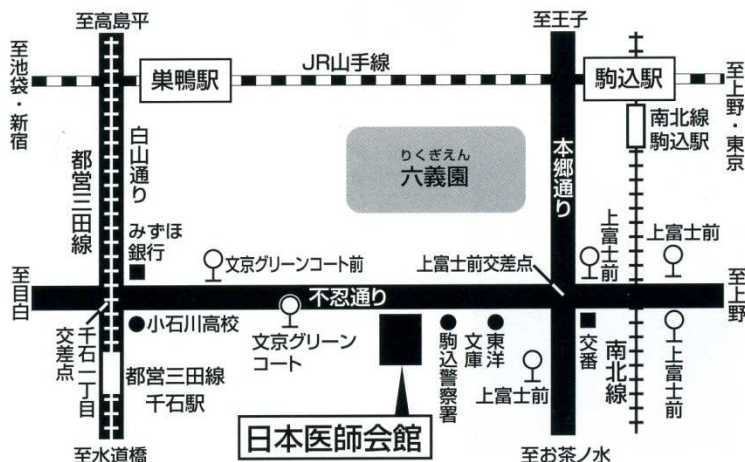 至高島平
至王子
至池袋・新宿
巣鴨駅
JR山手線
駒込駅
至上野・東京
都営三田線
白山通り
りくぎえん
六義園
本郷通り
南北線
駒込駅
みずほ
銀行
文京グリーンコート前
上富士前交差点
上富士前
上富士前
至目白
不忍通り
至上野
千石一丁目
交差点
小石川高校
文京グリーン
コート
駒込警察署
東洋
文庫
上富士前
交番
南北線
上富士前
都営三田線
千石駅
日本医師会館
至水道橋
至お茶ノ水